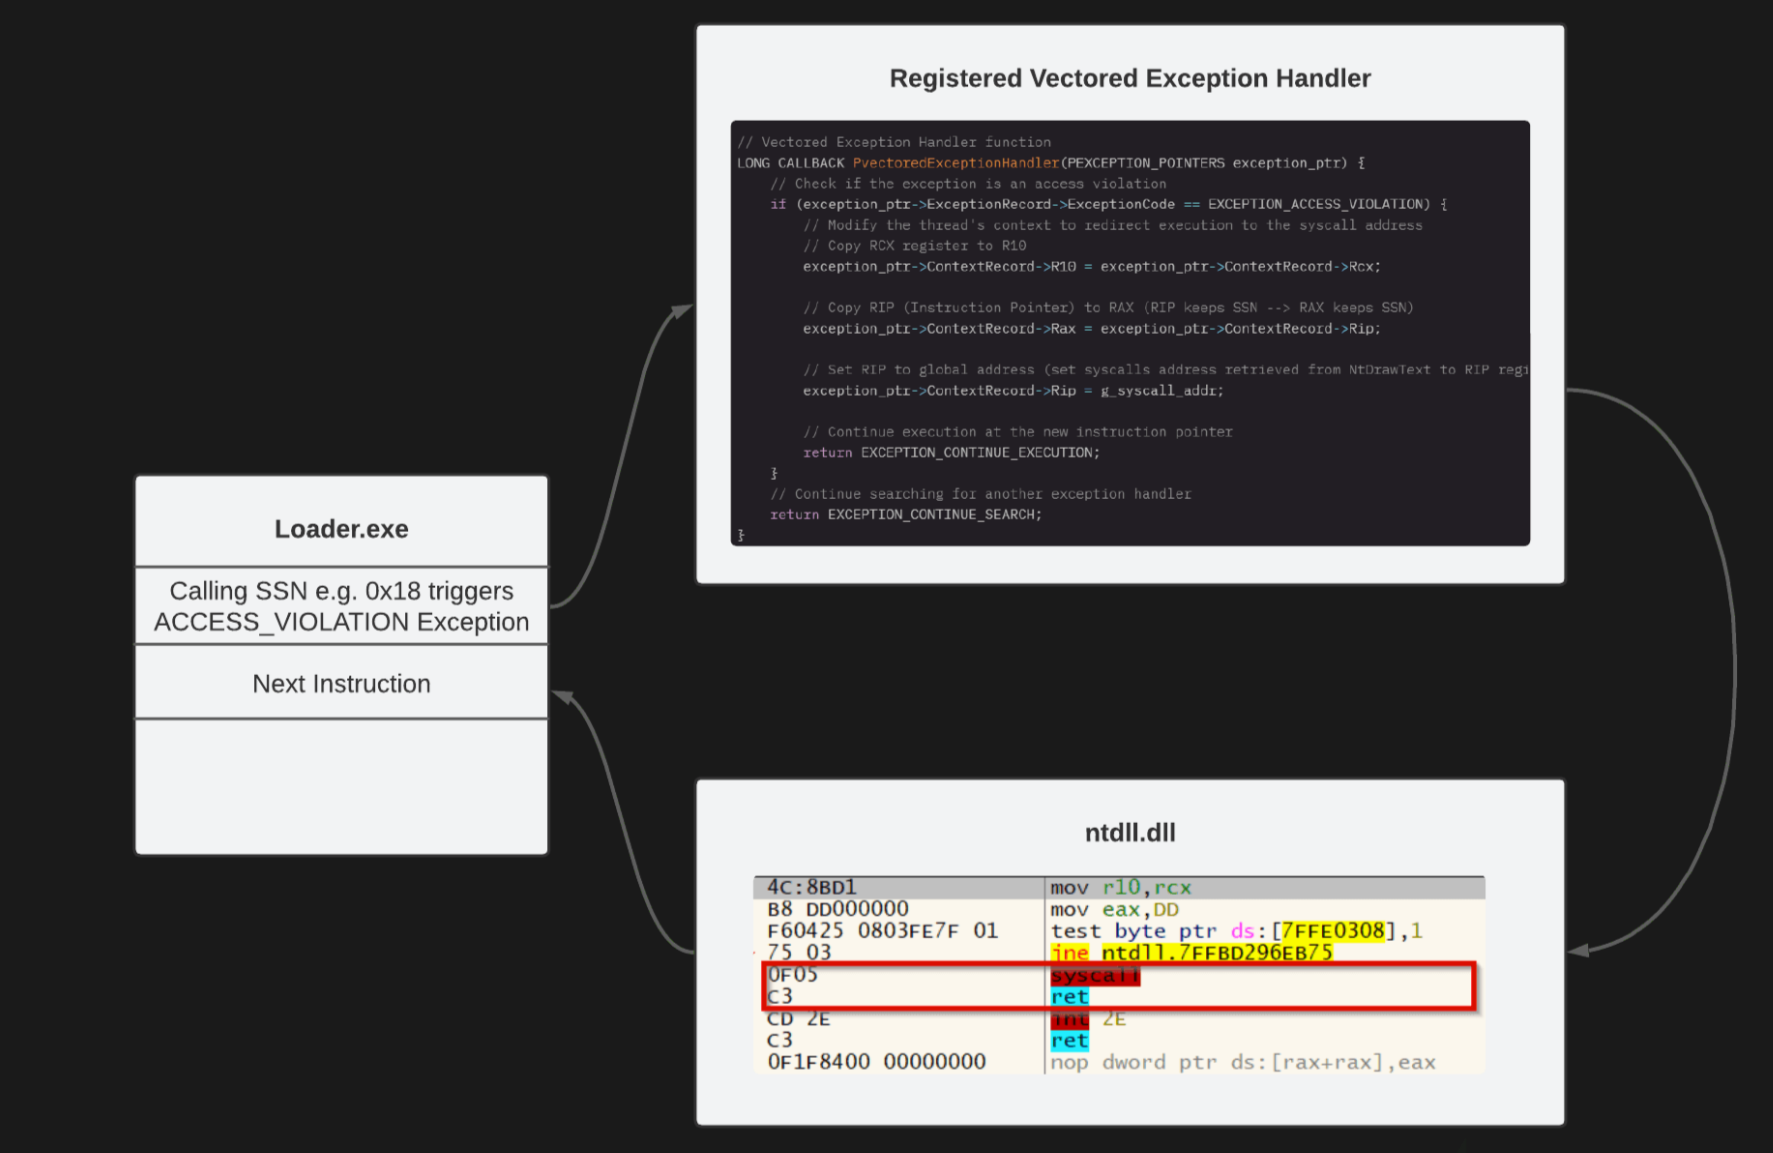 Registered Vectored Exception Handler
// Vectored Exception Handler function
LONG CALLBACK PvectoredExceptionHandler(PEXCEPTION_POINTERS exception_ptr) {
// Check if the exception is an access violation
if (exception_ptr->ExceptionRecord->ExceptionCode == EXCEPTION_ACCESS_VIOLATION) {
// Modify the thread's context to redirect execution to the syscall address
// Copy RCX register to R10
exception_ptr->ContextRecord->R10 = exception_ptr->ContextRecord->Rcx;
// Copy RIP (Instruction Pointer) to RAX (RIP keeps SSN --> RAX keeps SSN)
exception_ptr->ContextRecord->Rax = exception_ptr->ContextRecord->Rip;
// Set RIP to global address (set syscalls address retrieved from NtDrawText to RIP regi
exception_ptr->ContextRecord->Rip = g_syscall_addr;
// Continue execution at the new instruction pointer
return EXCEPTION_CONTINUE_EXECUTION;
}
// Continue searching for another exception handler
return EXCEPTION_CONTINUE_SEARCH;
}
Loader.exe
Calling SSN e.g. 0x18 triggers
ACCESS_VIOLATION Exception
Next Instruction
ntdll.dll
4C:8BD1 mov r10,rcx
B8 DD000000 mov eax,DD
F60425 0803FE7F 01 test byte ptr ds:[7FFE0308],1
75 03 jne ntdll.7FFBD296EB75
0F05 syscall
C3 ret
CD 2E int 2E
C3 ret
0F1F8400 00000000 nop dword ptr ds:[rax+rax],eax